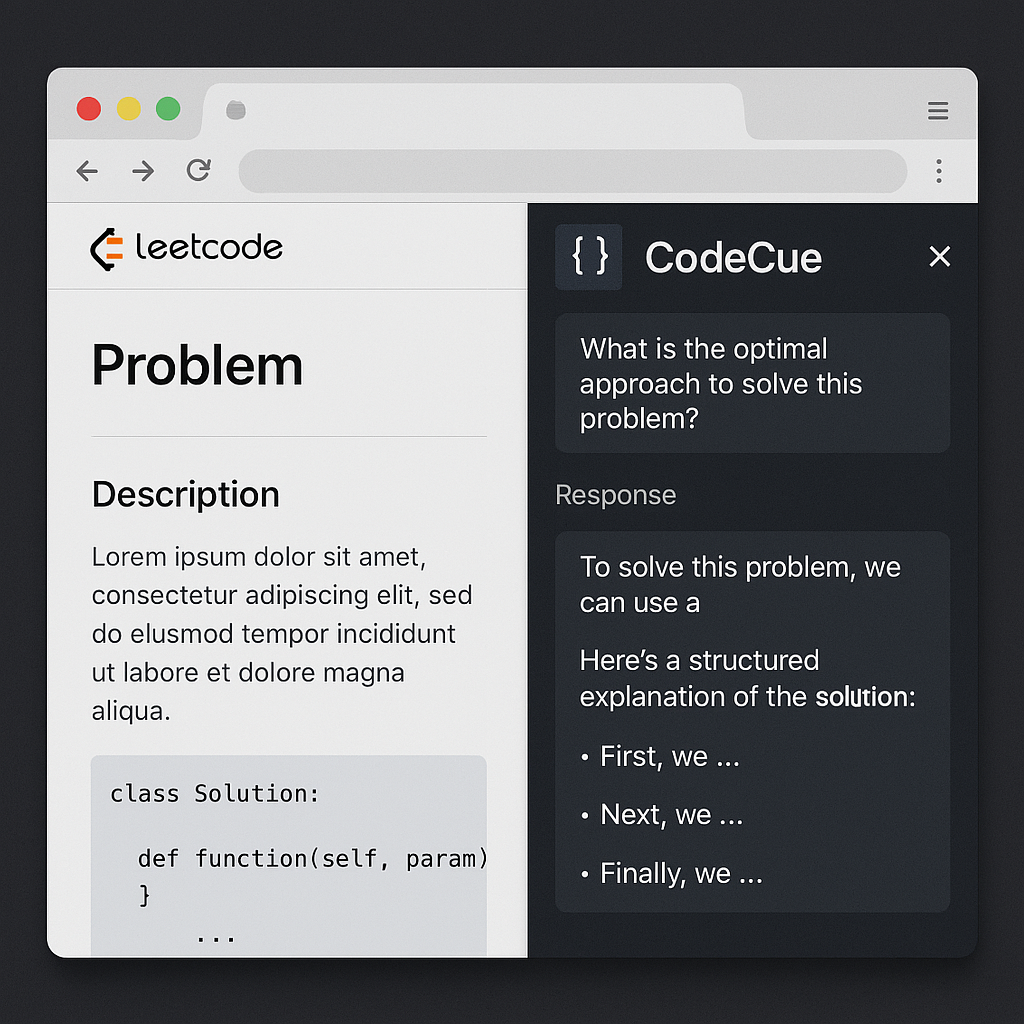 leetcode
Problem
Description
Lorem ipsum dolor sit amet,
consectetur adipiscing elit, sed
do elusmod tempor incididunt
ut labore et dolore magna
aliqua.
class Solution:
def function(self, param)
}
...
{ } CodeCue ×
What is the optimal
approach to solve this
problem?
Response
To solve this problem, we
can use a
Here’s a structured
explanation of the solution:
• First, we ...
• Next, we ...
• Finally, we ...